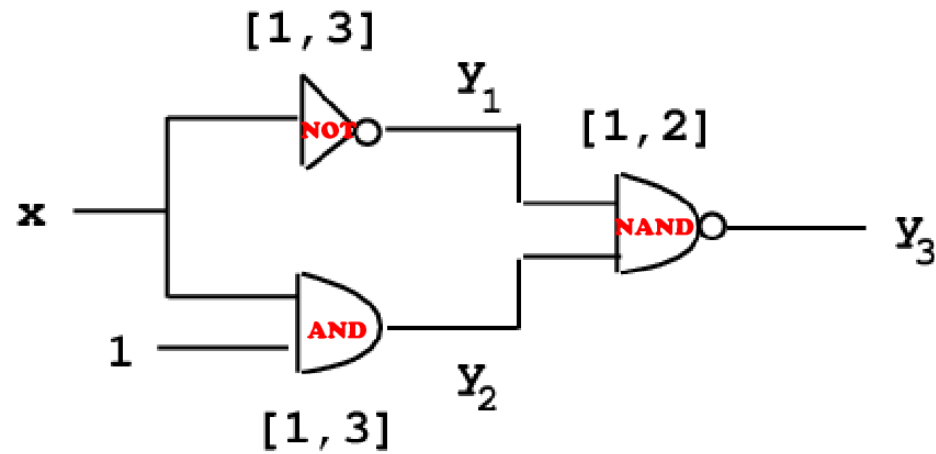 [1,3]
y1
[1,2]
NOT
x
NAND
y3
AND
1
y2
[1,3]